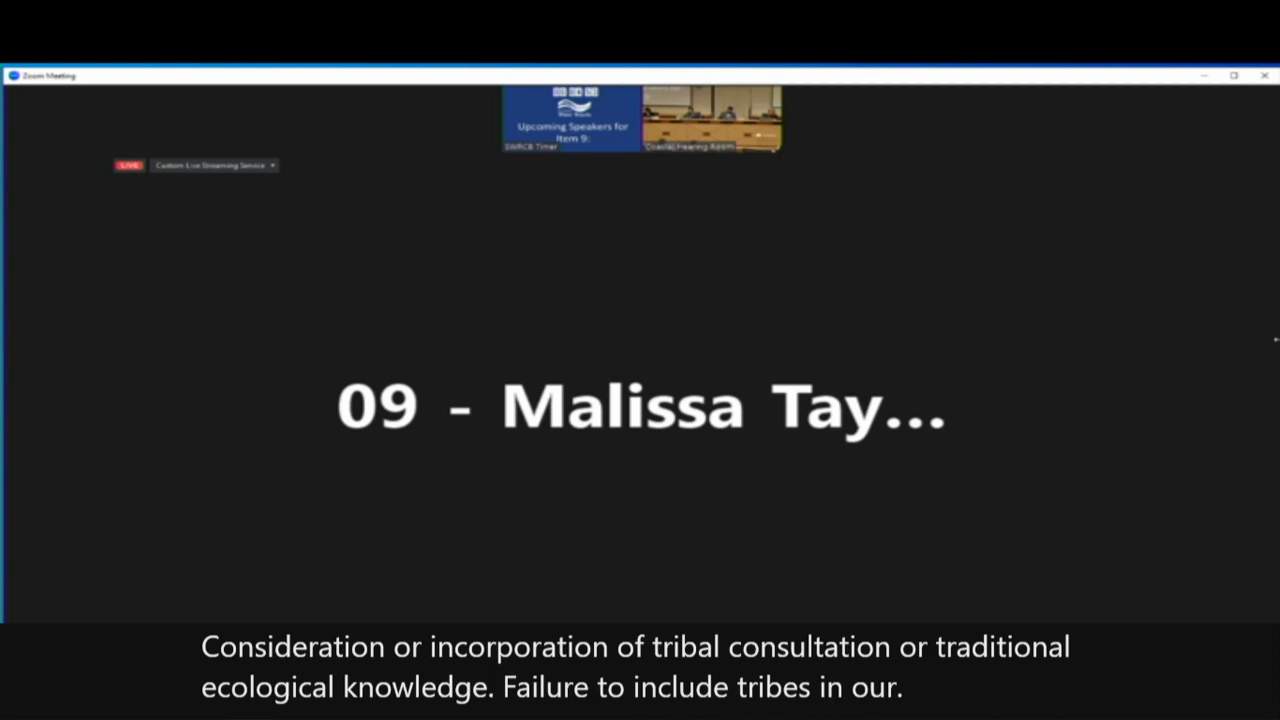 Zoom Meeting
Upcoming Speakers for
Item 9:
SWRCB Timer
Coastal Hearing Room
LIVE
Custom Live Streaming Service
09 - Malissa Tay...
Consideration or incorporation of tribal consultation or traditional
ecological knowledge. Failure to include tribes in our.